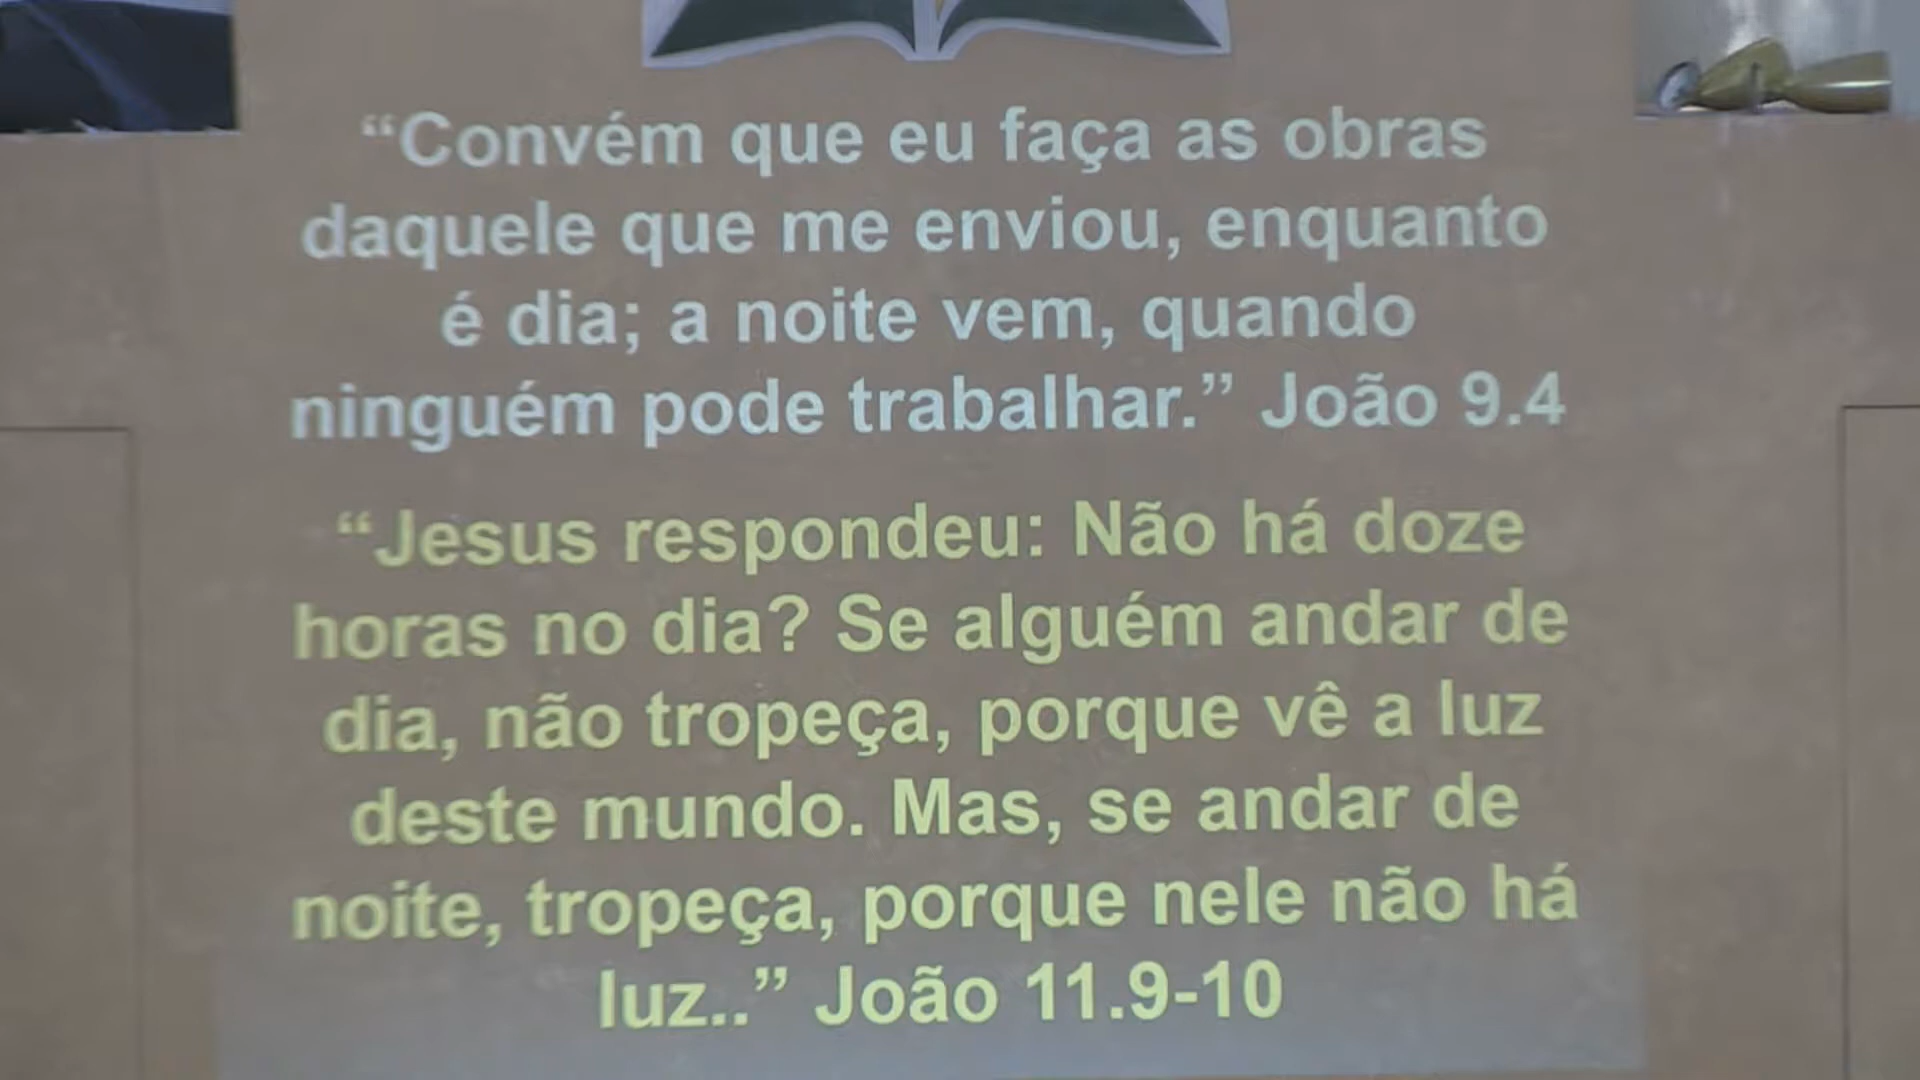 “Convém que eu faça as obras
daquele que me enviou, enquanto
é dia; a noite vem, quando
ninguém pode trabalhar.” João 9.4
“Jesus respondeu: Não há doze
horas no dia? Se alguém andar de
dia, não tropeça, porque vê a luz
deste mundo. Mas, se andar de
noite, tropeça, porque nele não há
luz..” João 11.9-10